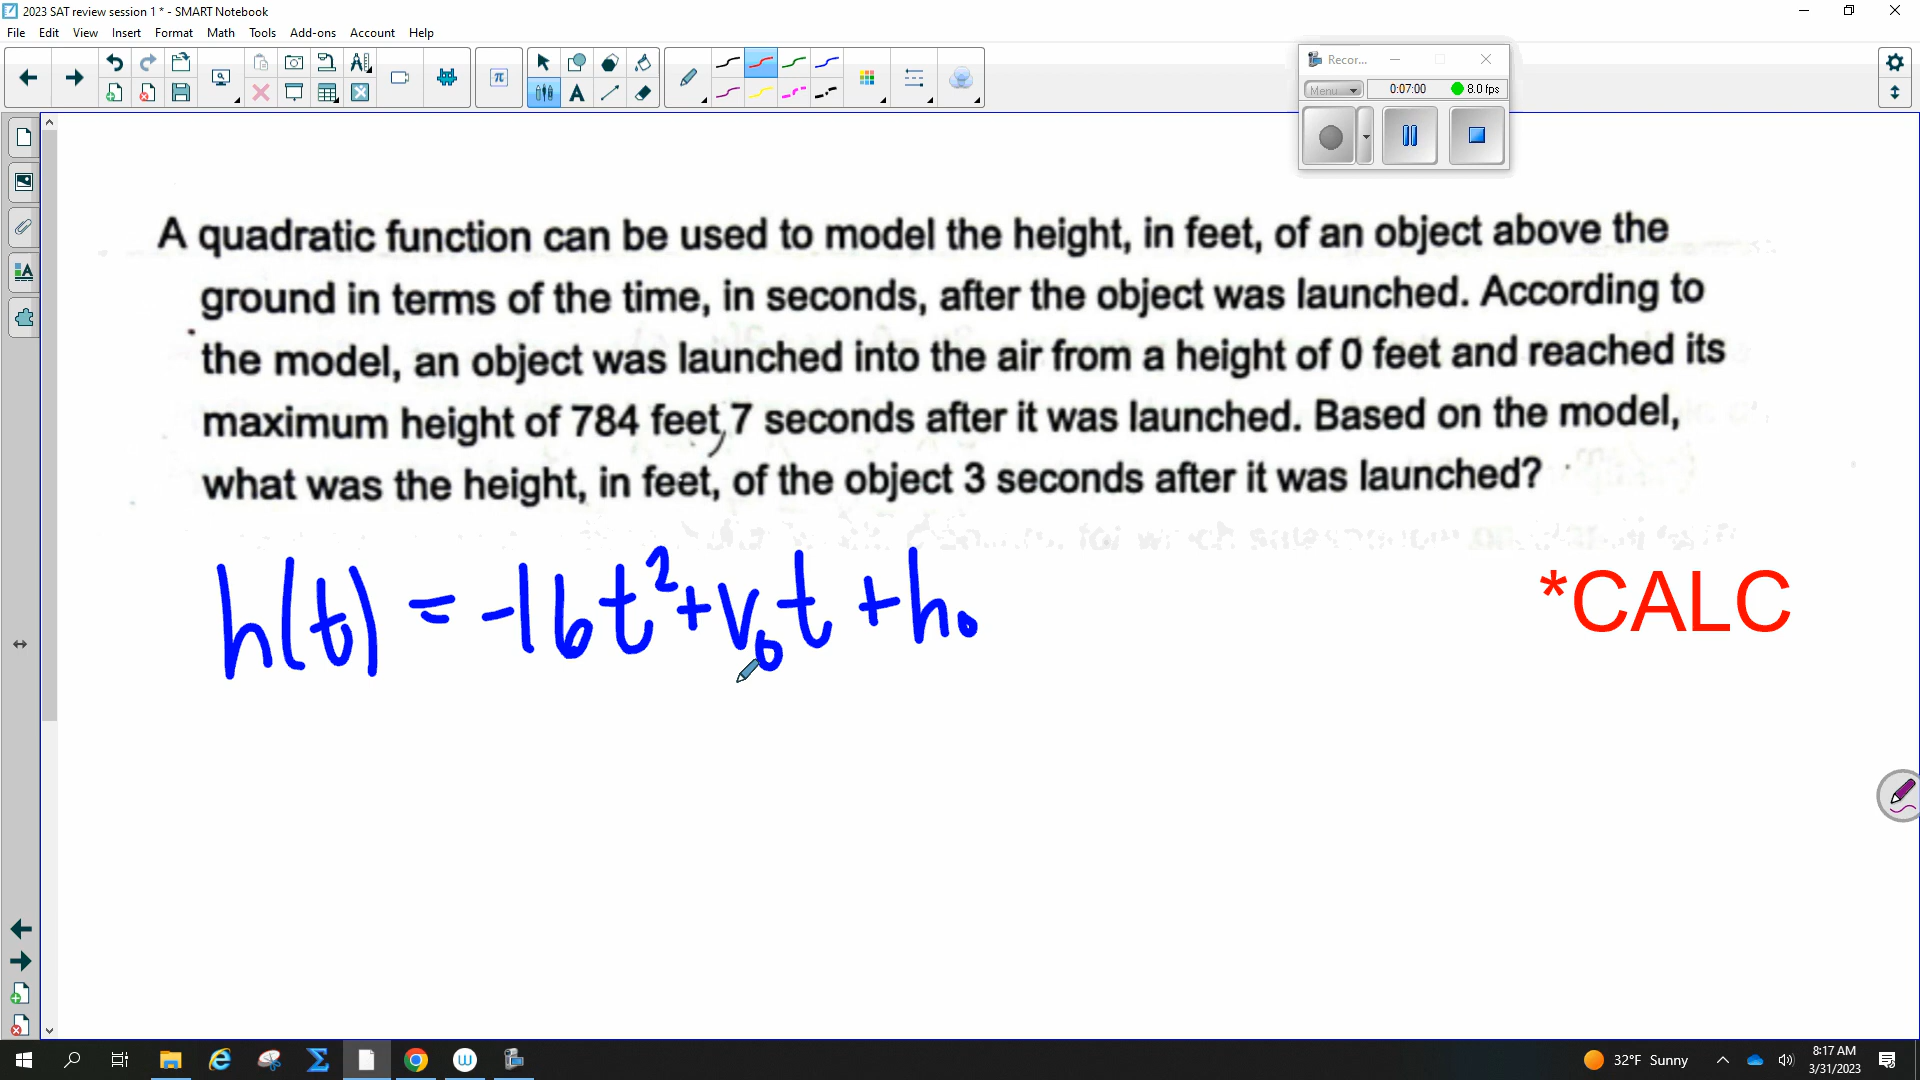 2023 SAT review session 1 * - SMART Notebook
File Edit View Insert Format Math Tools Add-ons Account Help
Recor...
Menu 0:07:00 8.0 fps
A quadratic function can be used to model the height, in feet, of an object above the
ground in terms of the time, in seconds, after the object was launched. According to
the model, an object was launched into the air from a height of 0 feet and reached its
maximum height of 784 feet, 7 seconds after it was launched. Based on the model,
what was the height, in feet, of the object 3 seconds after it was launched?
h(t) = -16t²+v₀t+h₀
*CALC
32°F Sunny
8:17 AM
3/31/2023